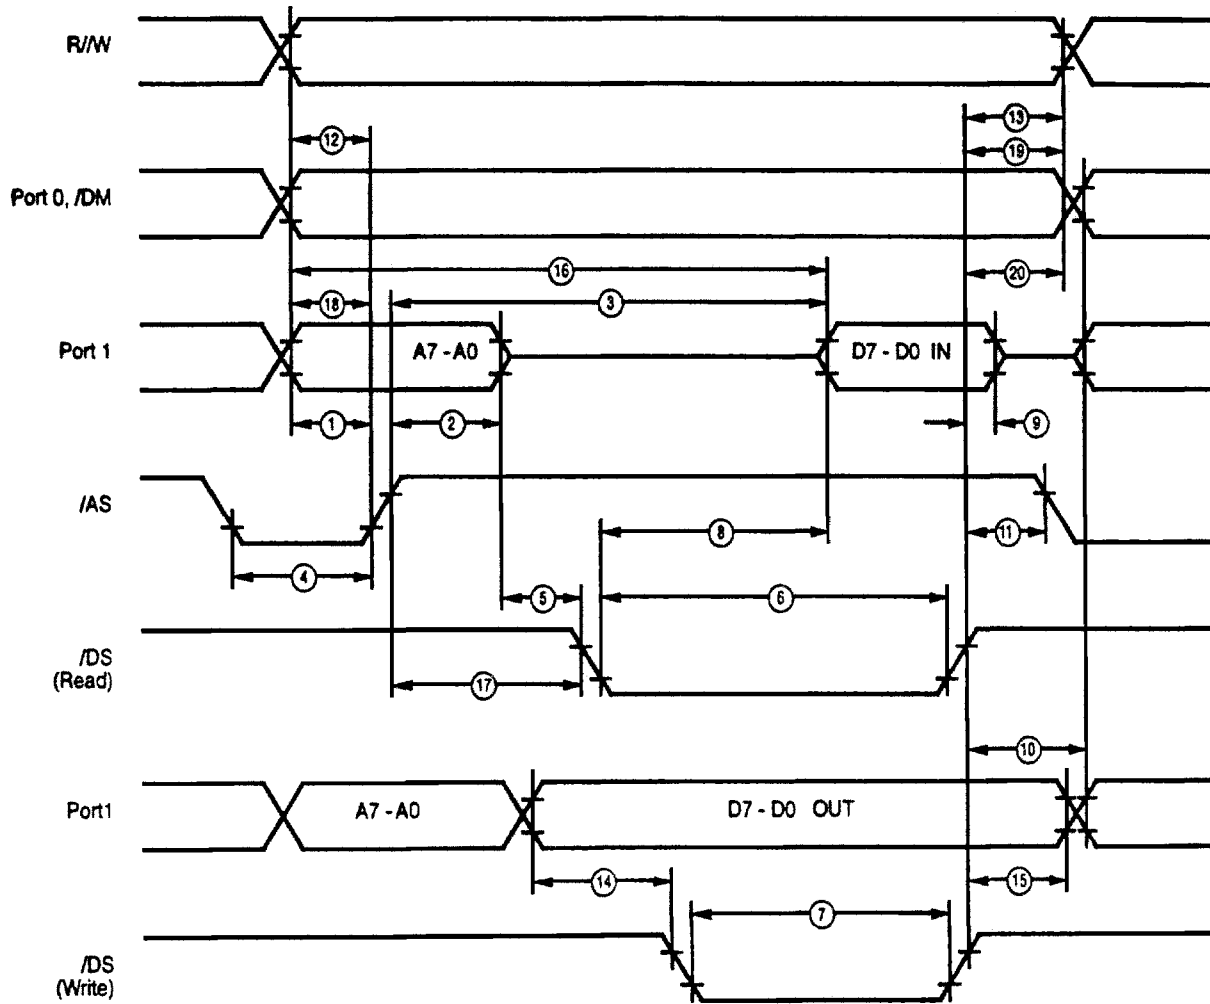 R//W
12
13
19
Port 0, /DM
16
20
18
3
Port 1
A7 - A0
D7 - D0 IN
1
2
9
/AS
8
11
4
5
6
/DS
(Read)
17
10
Port1
A7 - A0
D7 - D0 OUT
14
15
7
/DS
(Write)